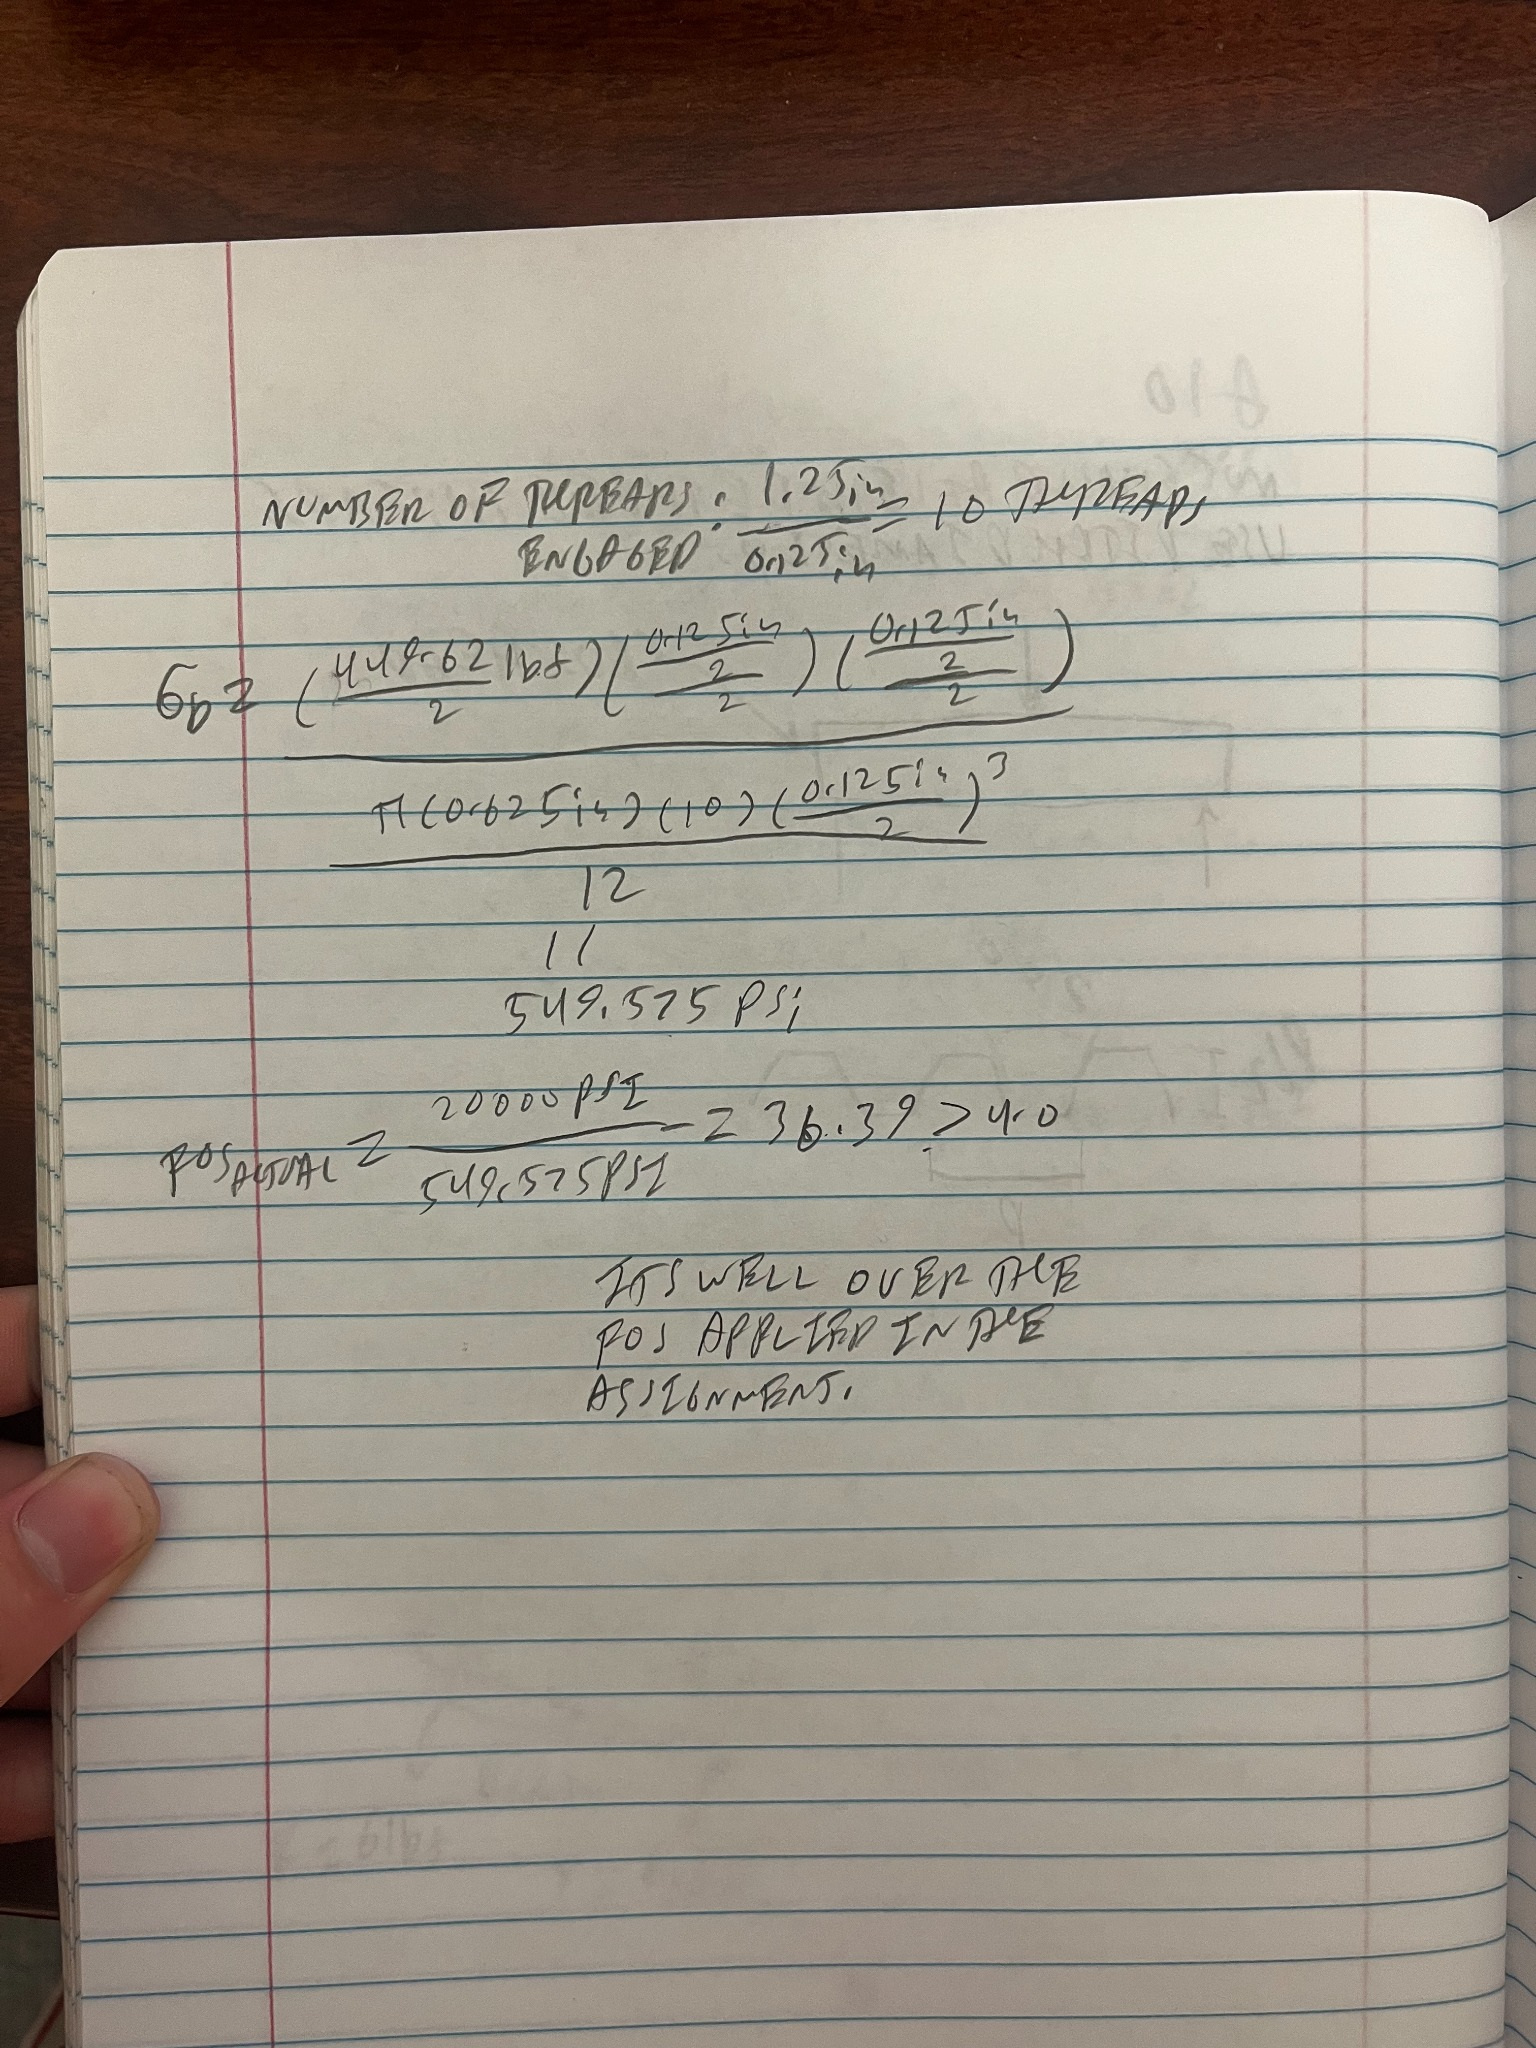 NUMBER OF THREADS : 1.25in / 0.125in = 10 THREADS
ENGAGED
σb = (449.62 lbf / 2) (0.125in / 2 / 2) (0.125in / 2 / 2)
π (0.625in) (10) (0.125in / 2)³
12
11
549.575 PSi
FOS ACTUAL = 20000 PSI / 549.575 PSI = 36.39 > 4.0
ITS WELL OVER THE
FOS APPLIED IN THE
ASSIGNMENT.